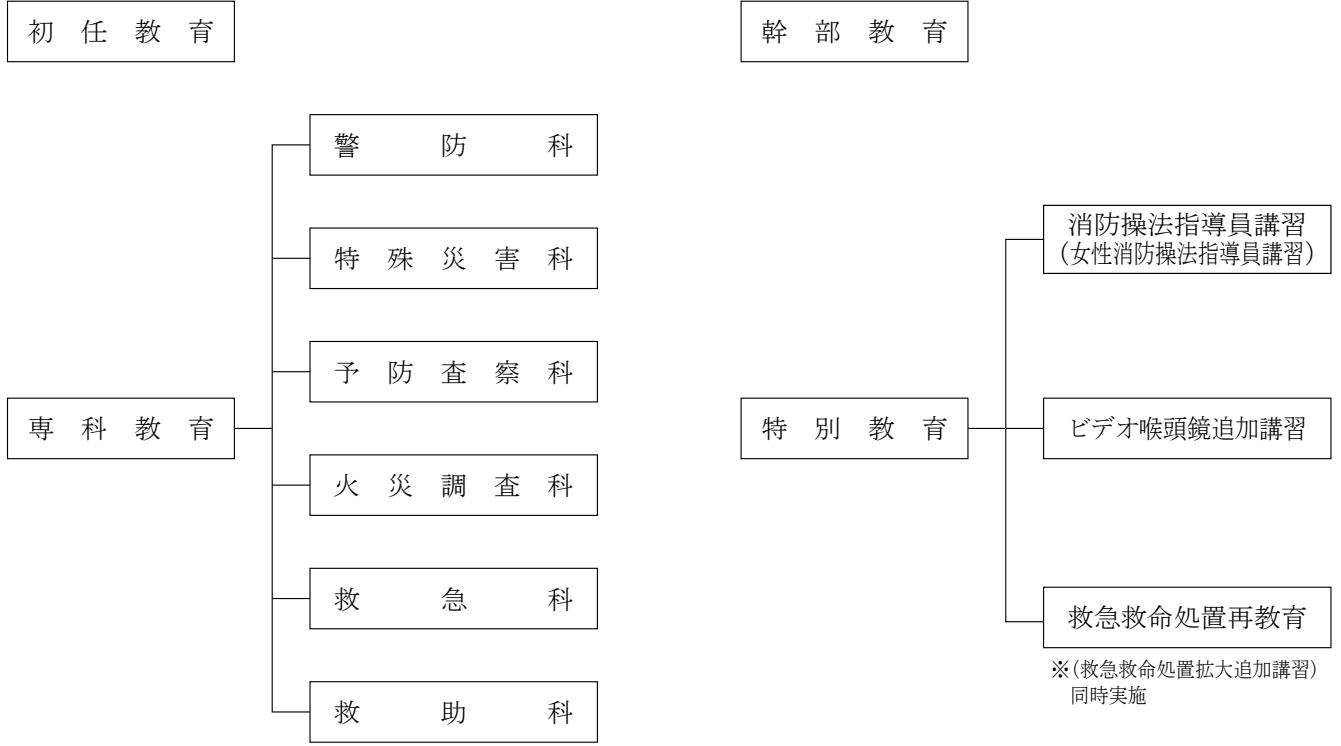 初任教育
幹部教育
専科教育
警防科
特殊災害科
予防査察科
火災調査科
救急科
救助科
特別教育
消防操法指導員講習
(女性消防操法指導員講習)
ビデオ喉頭鏡追加講習
救急救命処置再教育
※(救急救命処置拡大追加講習)
同時実施